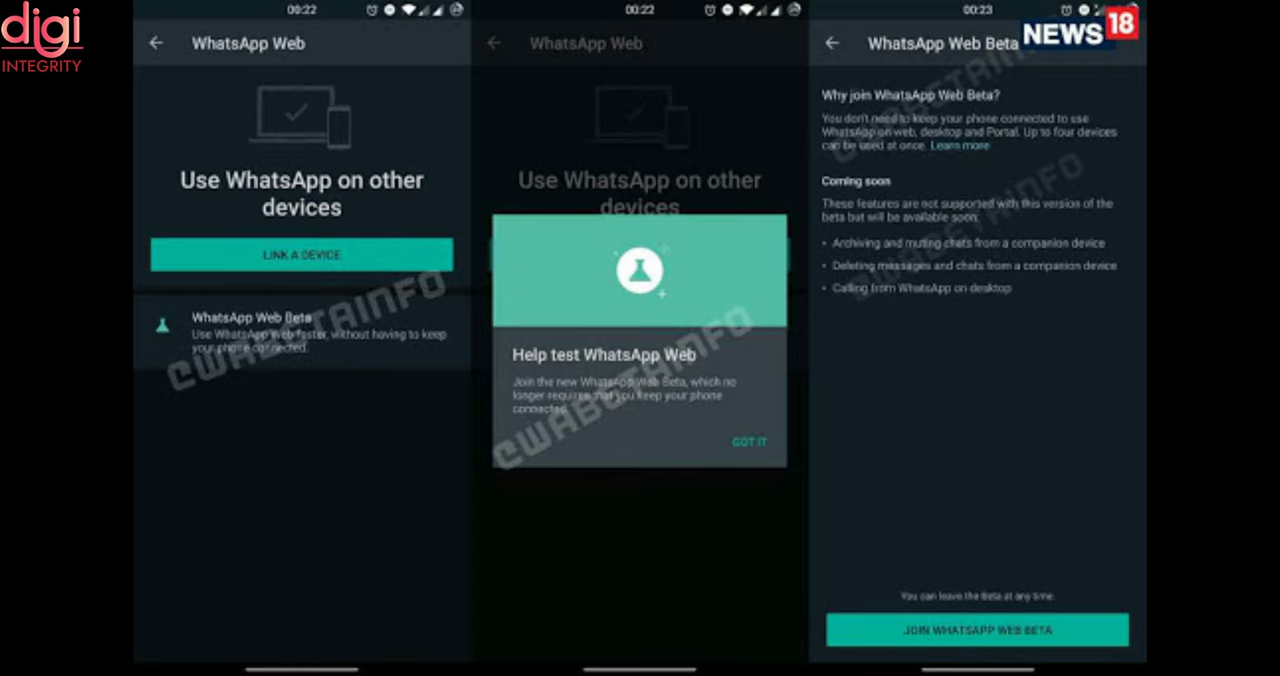 digi
INTEGRITY
00:22
WhatsApp Web
Use WhatsApp on other
devices
LINK A DEVICE
WhatsApp Web Beta
Use WhatsApp Web faster, without having to keep
your phone connected.
CWABETAINFO
00:22
WhatsApp Web
Use WhatsApp on other
devices
Help test WhatsApp Web
Join the new WhatsApp Web Beta, which no
longer requires that you keep your phone
connected.
GOT IT
CWABETAINFO
00:23
NEWS 18
WhatsApp Web Beta
Why join WhatsApp Web Beta?
You don't need to keep your phone connected to use
WhatsApp on web, desktop and Portal. Up to four devices
can be used at once. Learn more
Coming soon
These features are not supported with this version of the
beta but will be available soon:
• Archiving and muting chats from a companion device
• Deleting messages and chats from a companion device
• Calling from WhatsApp on desktop
CWABETAINFO
CWABETAINFO
You can leave the Beta at any time.
JOIN WHATSAPP WEB BETA